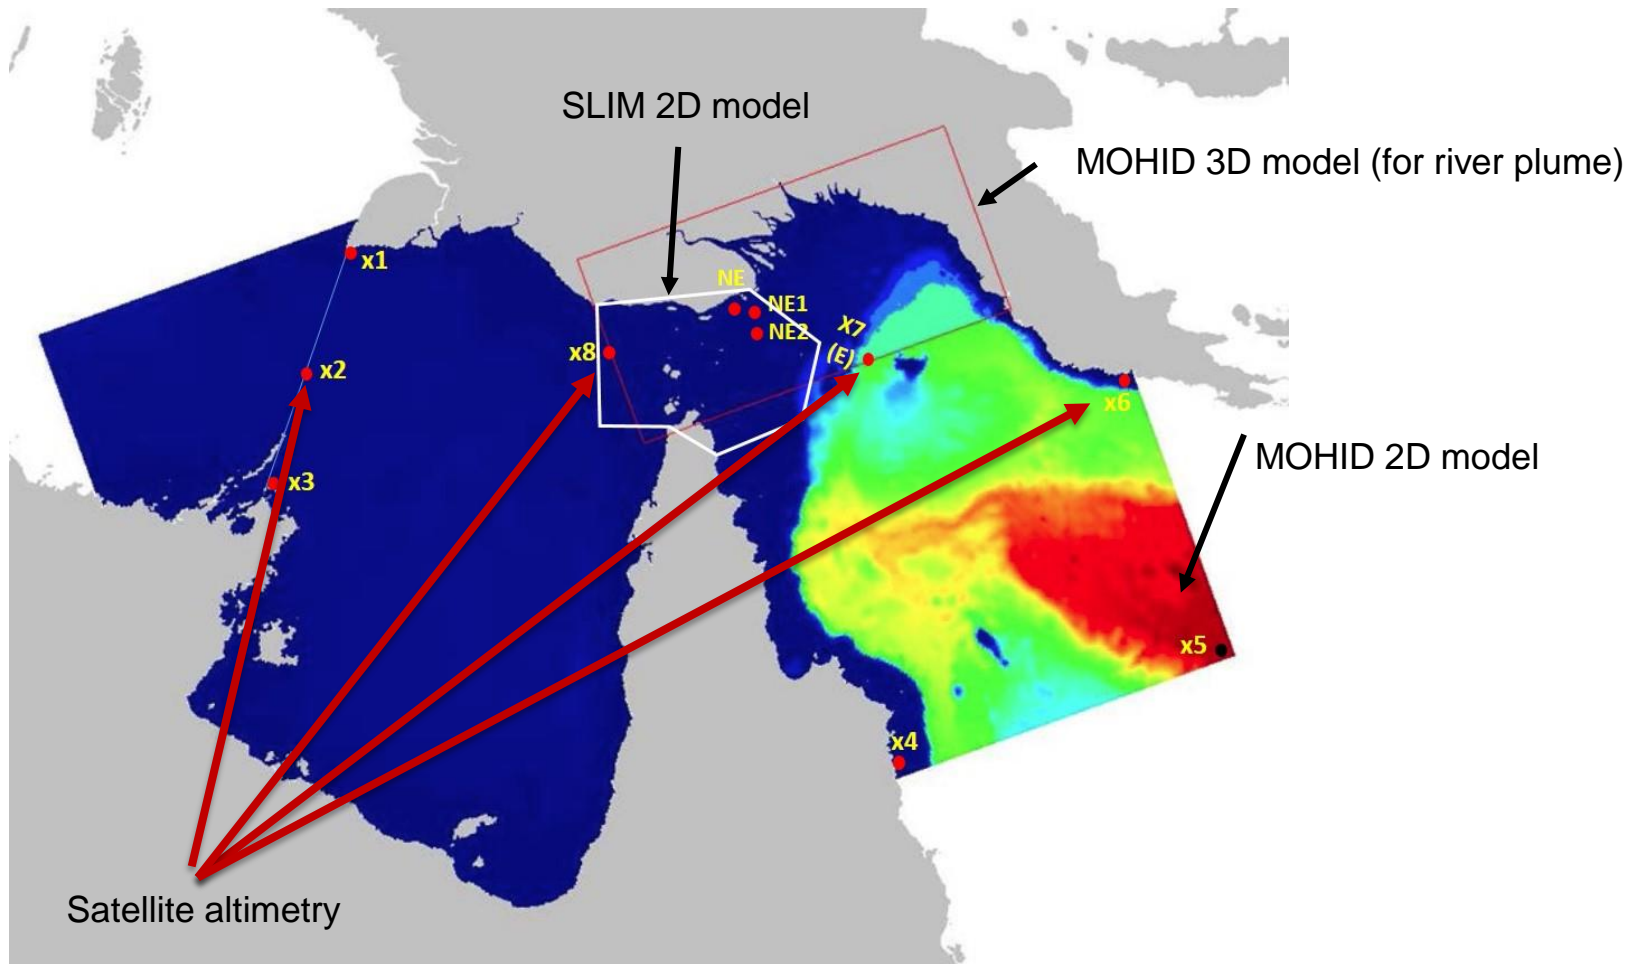 SLIM 2D model
MOHID 3D model (for river plume)
x1
NE
NE1
NE2
X7
(E)
x8
x2
x6
MOHID 2D model
x3
x5
x4
Satellite altimetry